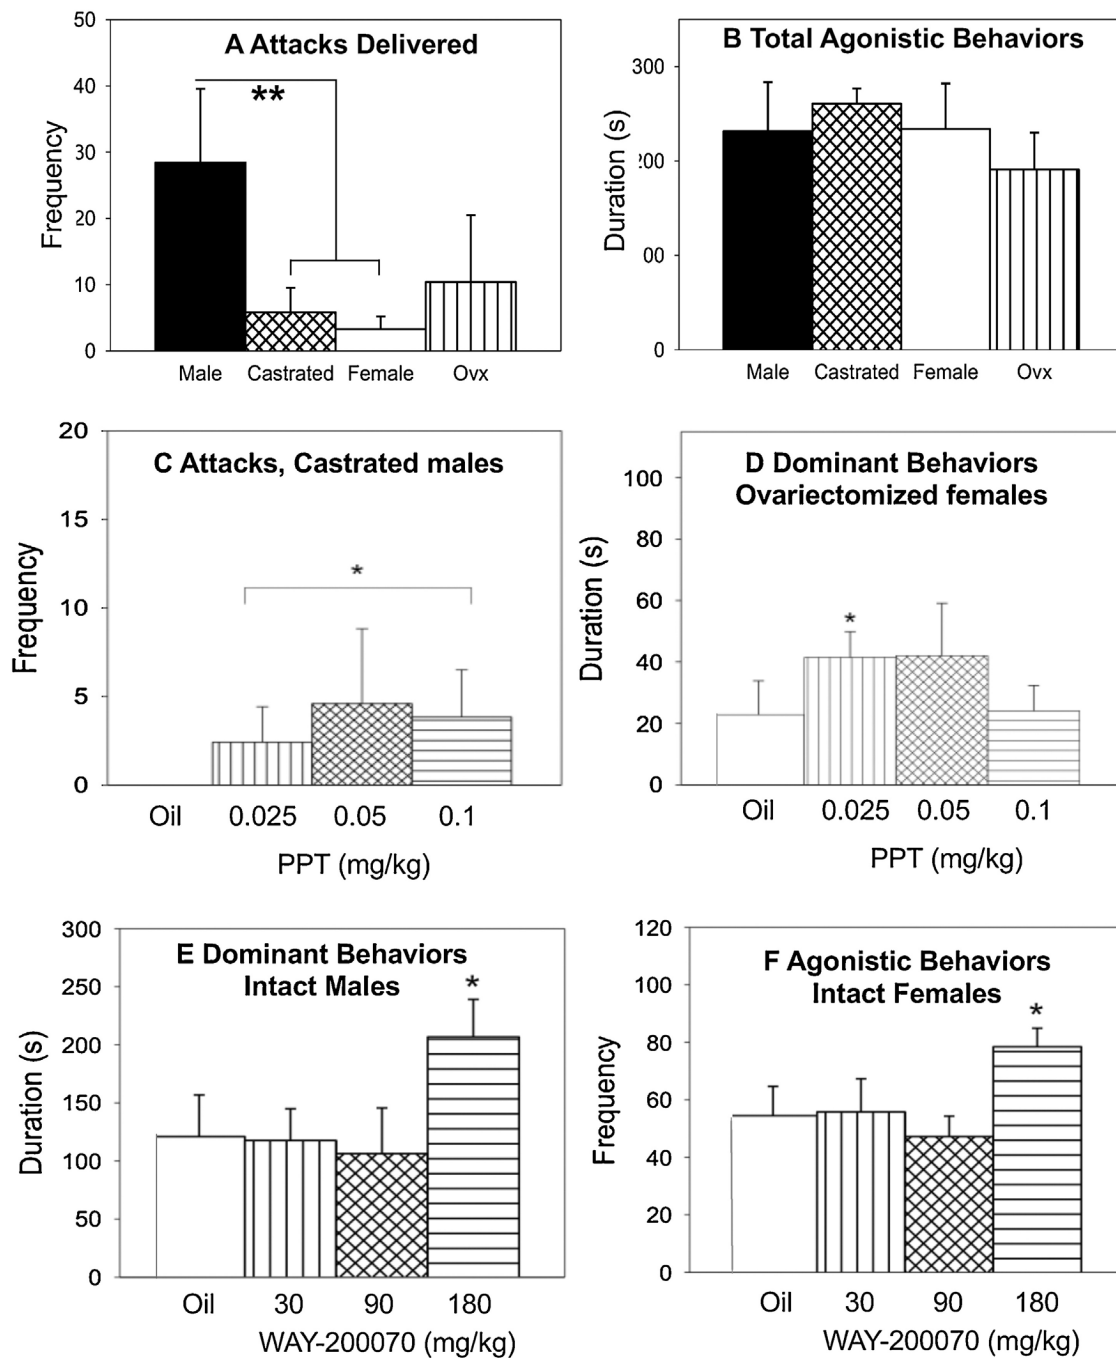 A Attacks Delivered
50
40
30
20
10
0
Frequency
**
Male Castrated Female Ovx
B Total Agonistic Behaviors
300
:00
00
0
Duration (s)
Male Castrated Female Ovx
C Attacks, Castrated males
20
15
10
5
0
Frequency
*
Oil 0.025 0.05 0.1
PPT (mg/kg)
D Dominant Behaviors
Ovariectomized females
100
80
60
40
20
0
Duration (s)
*
Oil 0.025 0.05 0.1
PPT (mg/kg)
E Dominant Behaviors
Intact Males
300
250
200
150
100
50
0
Duration (s)
*
Oil 30 90 180
WAY-200070 (mg/kg)
F Agonistic Behaviors
Intact Females
120
100
80
60
40
20
0
Frequency
*
Oil 30 90 180
WAY-200070 (mg/kg)